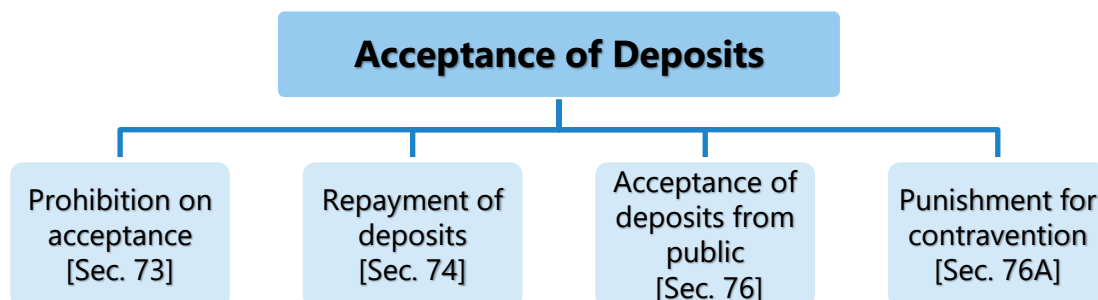 Acceptance of Deposits
Prohibition on
acceptance
[Sec. 73]
Repayment of
deposits
[Sec. 74]
Acceptance of
deposits from
public
[Sec. 76]
Punishment for
contravention
[Sec. 76A]